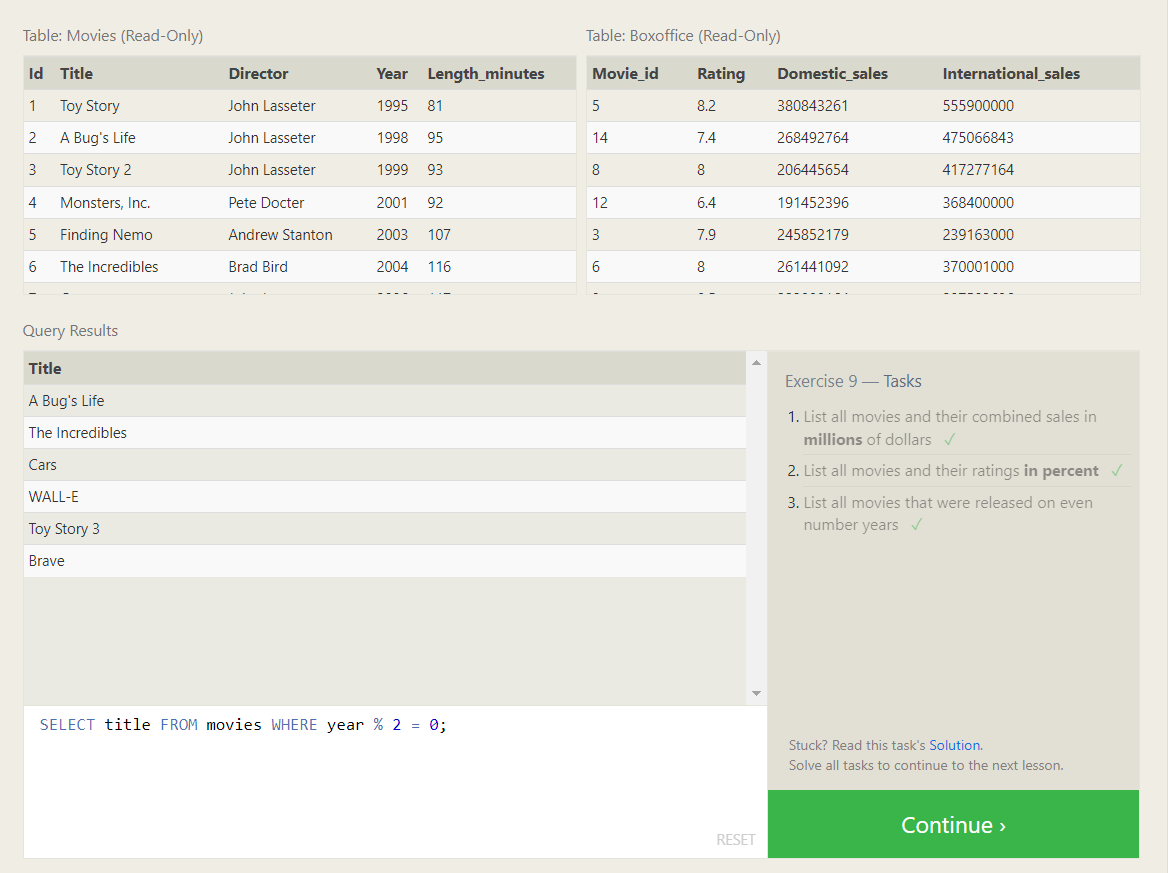 Table: Movies (Read-Only)
Id Title Director Year Length_minutes
1 Toy Story John Lasseter 1995 81
2 A Bug's Life John Lasseter 1998 95
3 Toy Story 2 John Lasseter 1999 93
4 Monsters, Inc. Pete Docter 2001 92
5 Finding Nemo Andrew Stanton 2003 107
6 The Incredibles Brad Bird 2004 116
Table: Boxoffice (Read-Only)
Movie_id Rating Domestic_sales International_sales
5 8.2 380843261 555900000
14 7.4 268492764 475066843
8 8 206445654 417277164
12 6.4 191452396 368400000
3 7.9 245852179 239163000
6 8 261441092 370001000
Query Results
Title
A Bug's Life
The Incredibles
Cars
WALL-E
Toy Story 3
Brave
SELECT title FROM movies WHERE year % 2 = 0;
RESET
Exercise 9 — Tasks
1. List all movies and their combined sales in
millions of dollars ✓
2. List all movies and their ratings in percent ✓
3. List all movies that were released on even
number years ✓
Stuck? Read this task's Solution.
Solve all tasks to continue to the next lesson.
Continue ›